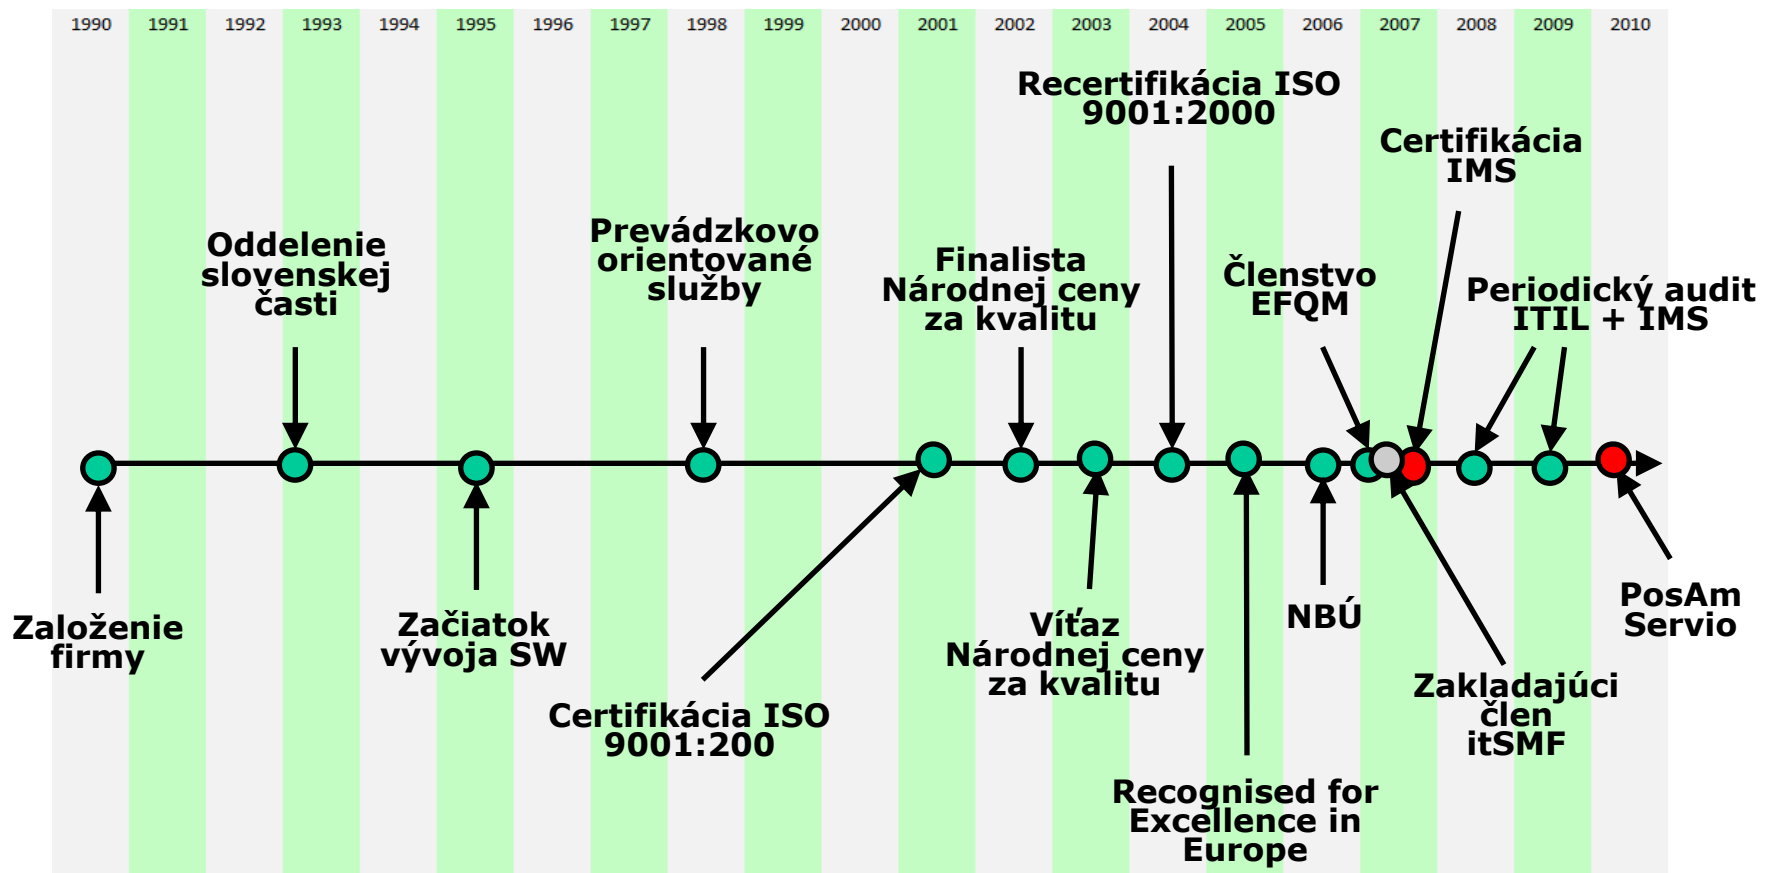 1990 1991 1992 1993 1994 1995 1996 1997 1998 1999 2000 2001 2002 2003 2004 2005 2006 2007 2008 2009 2010
Recertifikácia ISO
9001:2000
Certifikácia
IMS
Oddelenie
slovenskej
časti
Prevádzkovo
orientované
služby
Finalista
Národnej ceny
za kvalitu
Členstvo
EFQM
Periodický audit
ITIL + IMS
Založenie
firmy
Začiatok
vývoja SW
Certifikácia ISO
9001:200
Víťaz
Národnej ceny
za kvalitu
Recognised for
Excellence in
Europe
NBÚ
Zakladajúci
člen
itSMF
PosAm
Servio